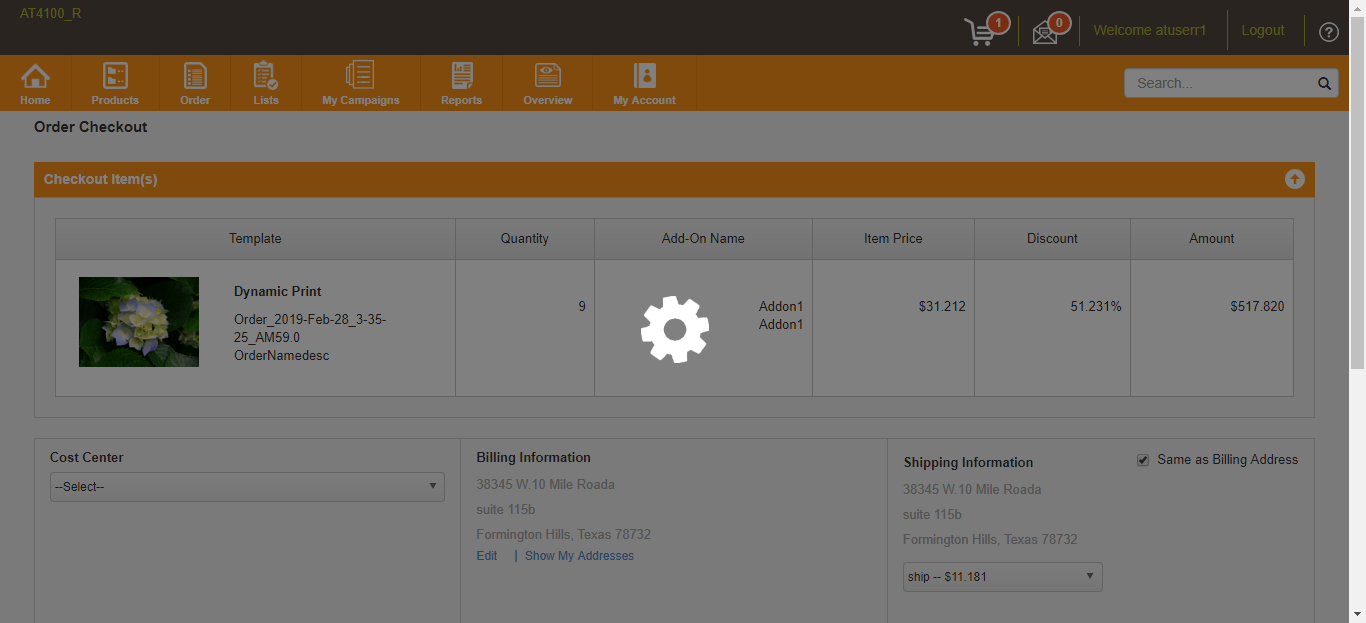 AT4100_R
1
0
Welcome atuserr1
Logout
?
Home
Products
Order
Lists
My Campaigns
Reports
Overview
My Account
Search...
Order Checkout
Checkout Item(s)
Template
Quantity
Add-On Name
Item Price
Discount
Amount
Dynamic Print
Order_2019-Feb-28_3-35-
25_AM59.0
OrderNamedesc
9
Addon1
Addon1
$31.212
51.231%
$517.820
Cost Center
--Select--
Billing Information
38345 W.10 Mile Roada
suite 115b
Formington Hills, Texas 78732
Edit | Show My Addresses
Shipping Information
Same as Billing Address
38345 W.10 Mile Roada
suite 115b
Formington Hills, Texas 78732
ship -- $11.181